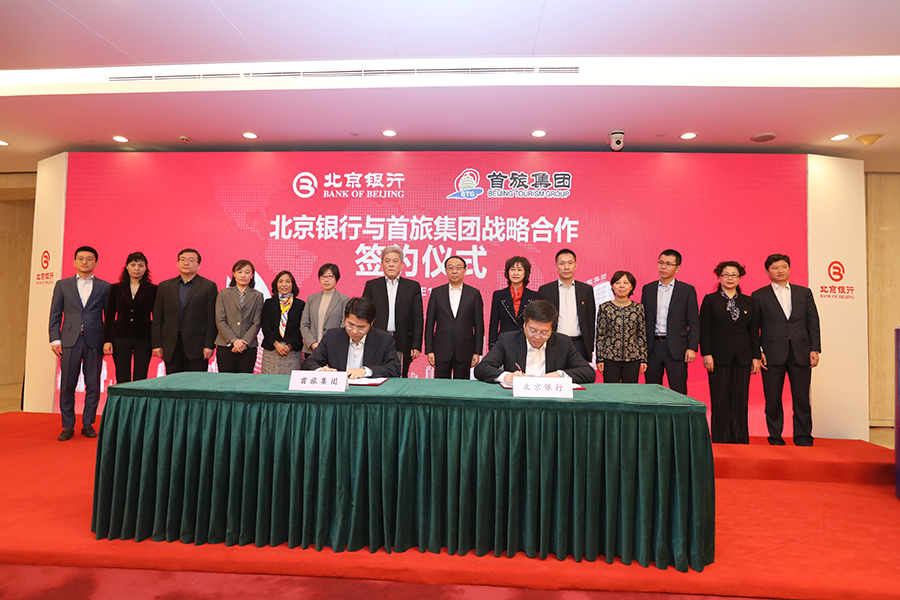 北京银行
BANK OF BEIJING
BTG
首旅集团
BEIJING TOURISM GROUP
北京银行与首旅集团战略合作
签约仪式
北京银行
BANK OF BEIJING
北京银行
BANK OF BEIJING
首旅集团
北京银行